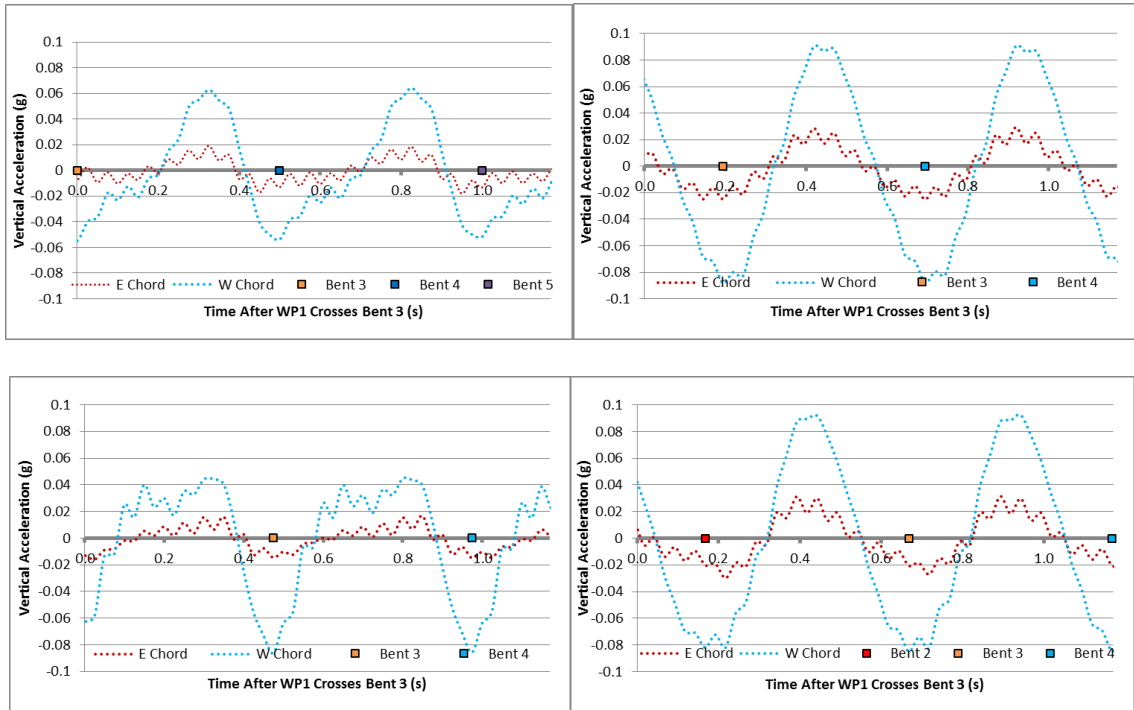 0.1
0.08
0.06
0.04
0.02
0
-0.02
-0.04
-0.06
-0.08
-0.1
Vertical Acceleration (g)
0.0 0.2 0.4 0.6 0.8 1.0
E Chord W Chord Bent 3 Bent 4 Bent 5
Time After WP1 Crosses Bent 3 (s)
0.1
0.08
0.06
0.04
0.02
0
-0.02
-0.04
-0.06
-0.08
-0.1
Vertical Acceleration (g)
0.0 0.2 0.4 0.6 0.8 1.0
E Chord W Chord Bent 3 Bent 4
Time After WP1 Crosses Bent 3 (s)
0.1
0.08
0.06
0.04
0.02
0
-0.02
-0.04
-0.06
-0.08
-0.1
Vertical Acceleration (g)
0.0 0.2 0.4 0.6 0.8 1.0
E Chord W Chord Bent 3 Bent 4
Time After WP1 Crosses Bent 3 (s)
0.1
0.08
0.06
0.04
0.02
0
-0.02
-0.04
-0.06
-0.08
-0.1
Vertical Acceleration (g)
0.0 0.2 0.4 0.6 0.8 1.0
E Chord W Chord Bent 2 Bent 3 Bent 4
Time After WP1 Crosses Bent 3 (s)